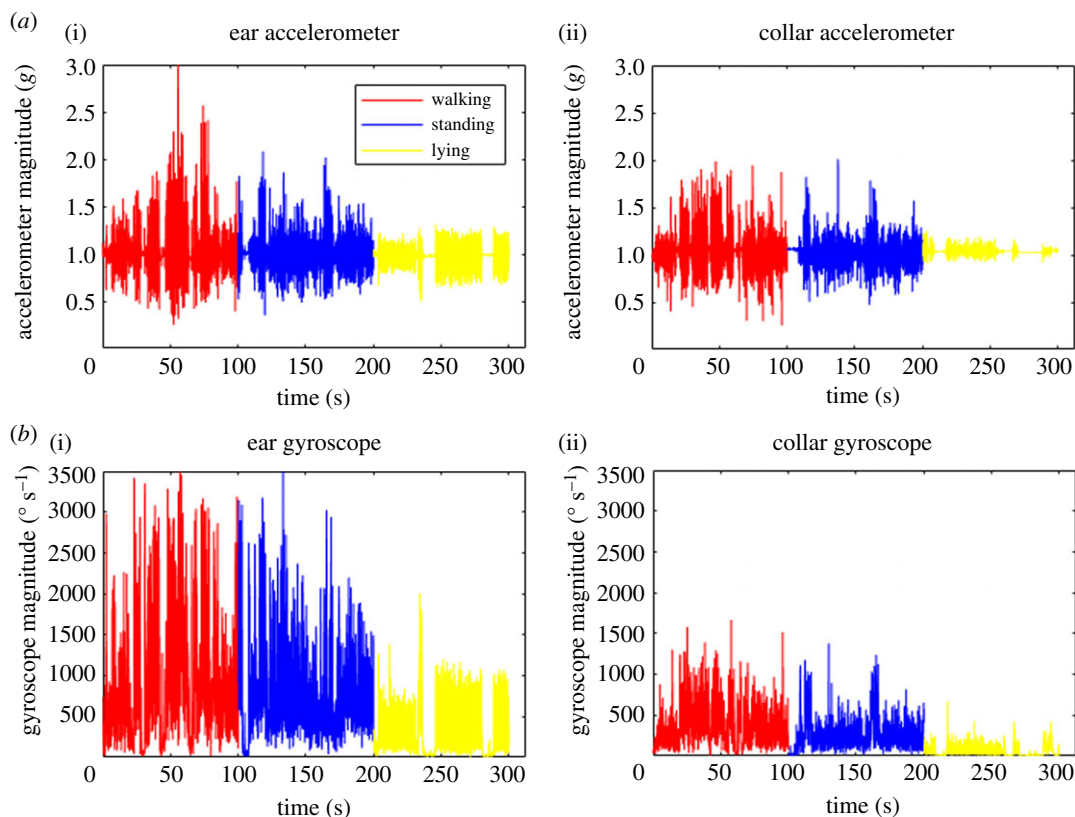 (a) (i) ear accelerometer
(ii) collar accelerometer
accelerometer magnitude (g)
3.0
2.5
2.0
1.5
1.0
0.5
0 50 100 150 200 250 300
time (s)
walking
standing
lying
accelerometer magnitude (g)
3.0
2.5
2.0
1.5
1.0
0.5
0 50 100 150 200 250 300
time (s)
(b) (i) ear gyroscope
(ii) collar gyroscope
gyroscope magnitude (° s⁻¹)
3500
3000
2500
2000
1500
1000
500
0 50 100 150 200 250 300
time (s)
gyroscope magnitude (° s⁻¹)
3500
3000
2500
2000
1500
1000
500
0 50 100 150 200 250 300
time (s)